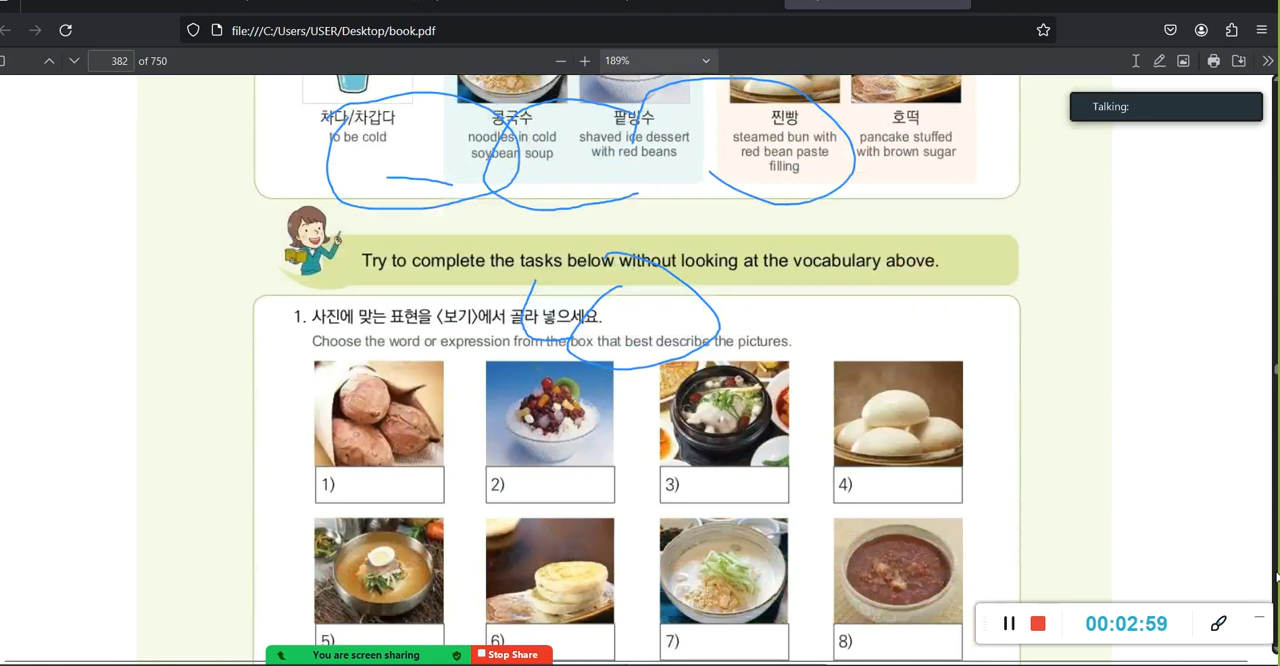 file:///C:/Users/USER/Desktop/book.pdf
382 of 750
189%
Talking:
차다/차갑다
콩국수
팥빙수
찐빵
호떡
to be cold
noodles in cold
soybean soup
shaved ice dessert
with red beans
steamed bun with
red bean paste
filling
pancake stuffed
with brown sugar
Try to complete the tasks below without looking at the vocabulary above.
1. 사진에 맞는 표현을 〈보기〉에서 골라 넣으세요.
Choose the word or expression from the box that best describe the pictures.
1)
2)
3)
4)
5)
6)
7)
8)
00:02:59
You are screen sharing
Stop Share